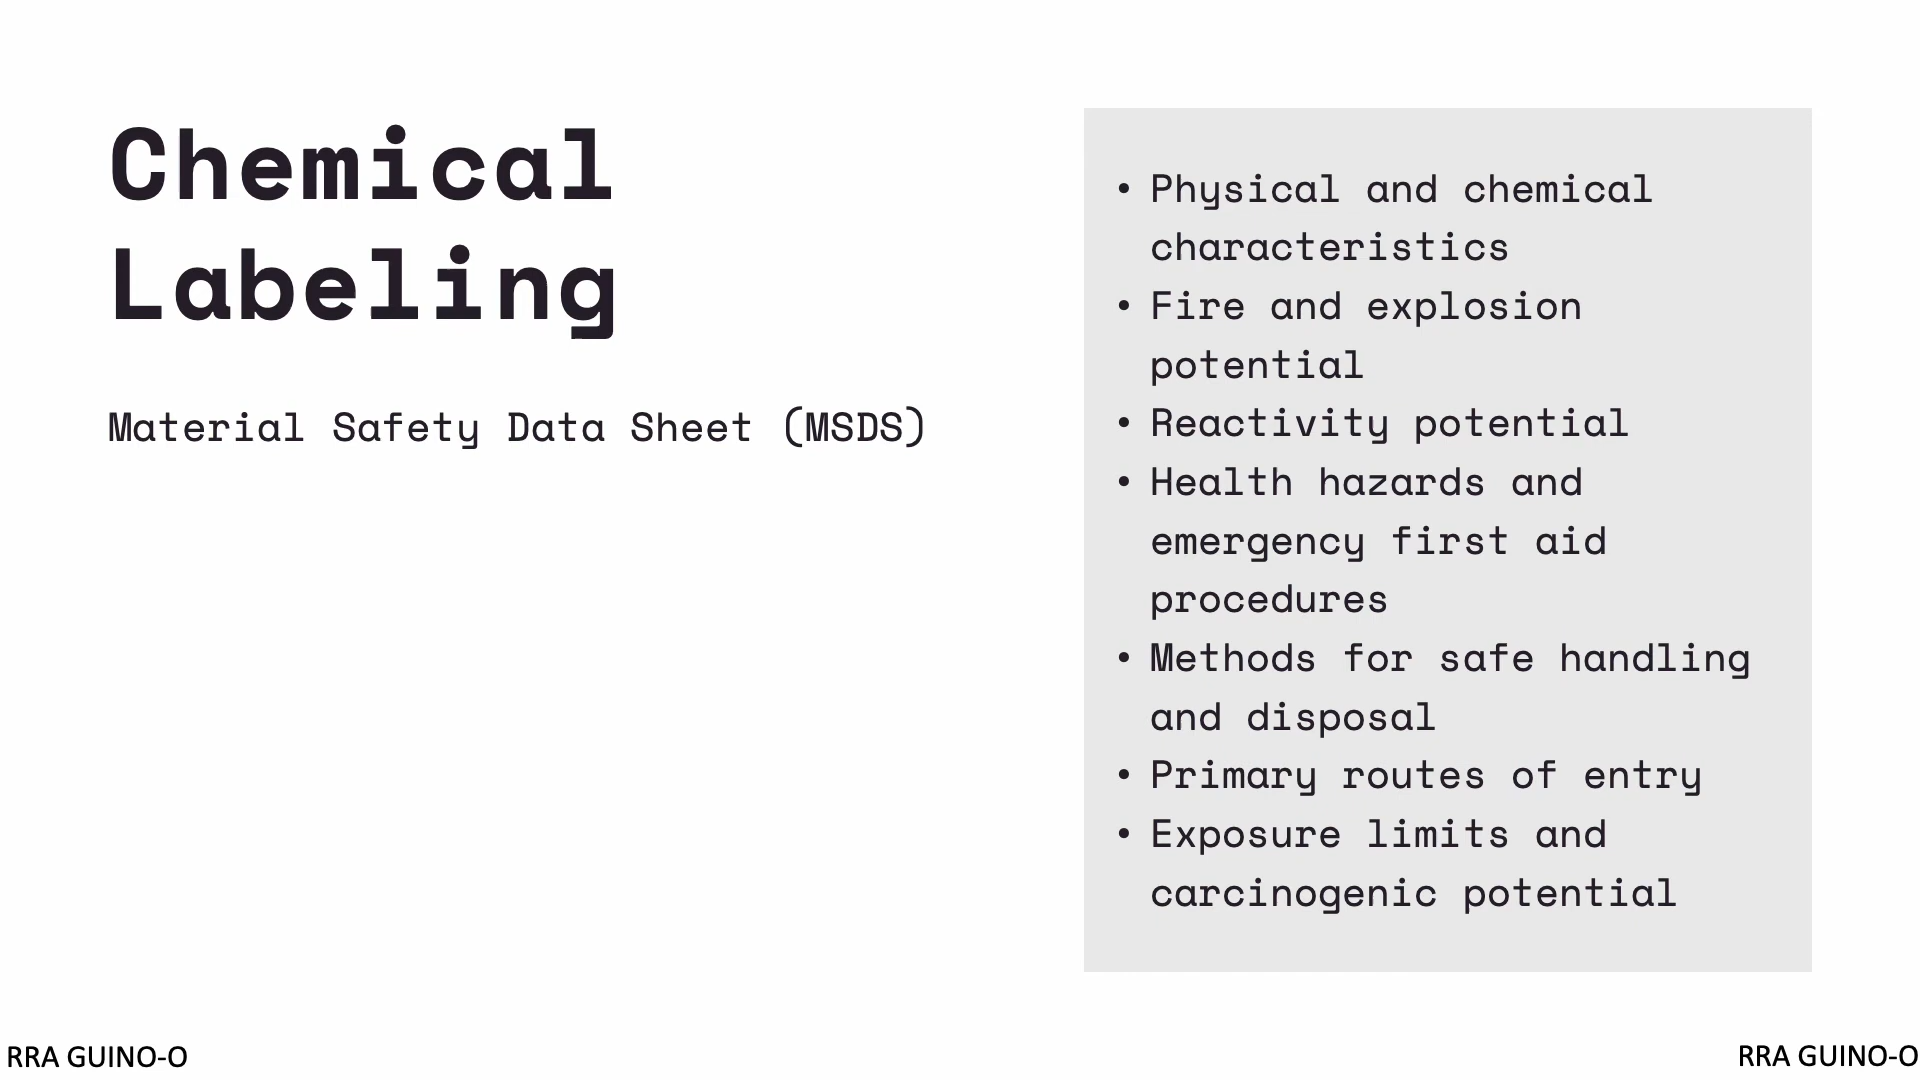 Chemical
Labeling
Material Safety Data Sheet (MSDS)
• Physical and chemical
characteristics
• Fire and explosion
potential
• Reactivity potential
• Health hazards and
emergency first aid
procedures
• Methods for safe handling
and disposal
• Primary routes of entry
• Exposure limits and
carcinogenic potential
RRA GUINO-O
RRA GUINO-O